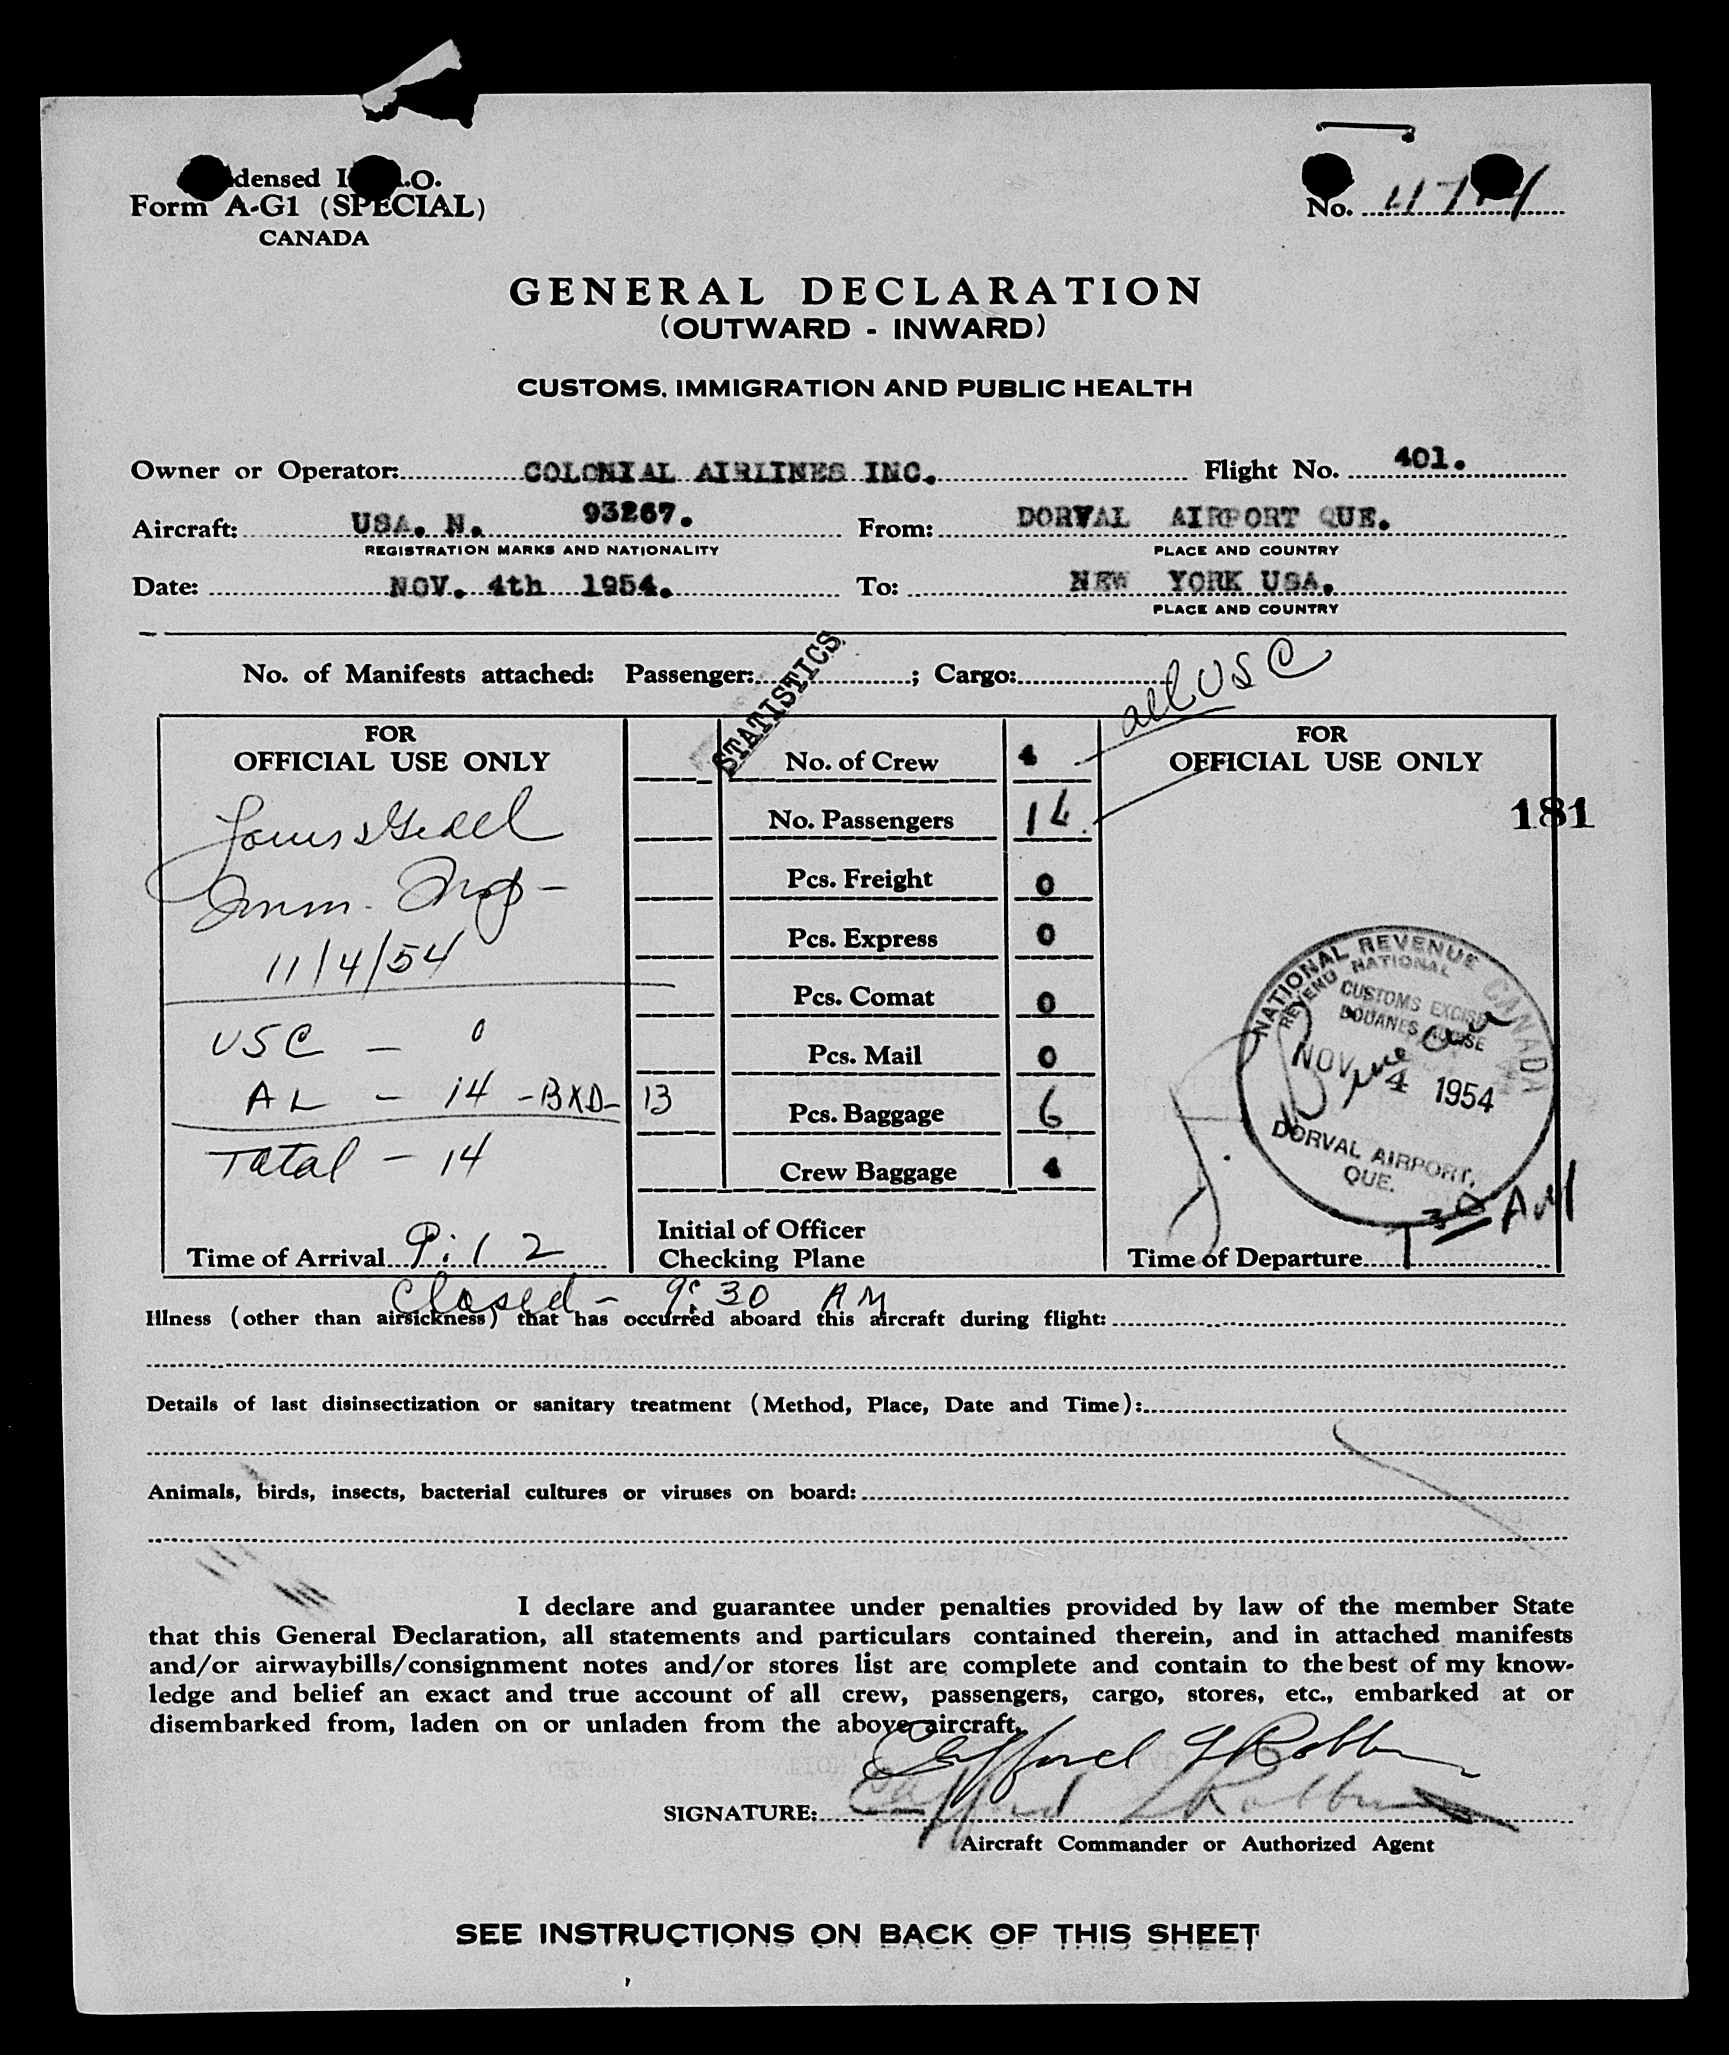 densed I .O.
Form A-G1 (SPECIAL)
CANADA
No.
GENERAL DECLARATION
(OUTWARD - INWARD)
CUSTOMS, IMMIGRATION AND PUBLIC HEALTH
Owner or Operator: COLONIAL AIRLINES INC. Flight No. 401.
Aircraft: USA. N. 93267. From: DORVAL AIRPORT QUE.
REGISTRATION MARKS AND NATIONALITY PLACE AND COUNTRY
Date: NOV. 4th 1954. To: NEW YORK USA.
PLACE AND COUNTRY
No. of Manifests attached: Passenger: ; Cargo:
STATISTICS
all USC
FOR
OFFICIAL USE ONLY
Imm. Insp -
11/4/54
USC - 0
AL - 14 - BXD - 13
Total - 14
Time of Arrival 9:12
Closed - 9:30 AM
No. of Crew 4
No. Passengers 14
Pcs. Freight 0
Pcs. Express 0
Pcs. Comat 0
Pcs. Mail 0
Pcs. Baggage 6
Crew Baggage 4
Initial of Officer
Checking Plane
FOR
OFFICIAL USE ONLY
181
NATIONAL REVENUE CANADA
REVENU NATIONAL
CUSTOMS EXCISE
DOUANES ACCISE
NOV 4 1954
DORVAL AIRPORT,
QUE.
30 AM
Time of Departure
Illness (other than airsickness) that has occurred aboard this aircraft during flight:
Details of last disinsectization or sanitary treatment (Method, Place, Date and Time):
Animals, birds, insects, bacterial cultures or viruses on board:
I declare and guarantee under penalties provided by law of the member State
that this General Declaration, all statements and particulars contained therein, and in attached manifests
and/or airwaybills/consignment notes and/or stores list are complete and contain to the best of my know-
ledge and belief an exact and true account of all crew, passengers, cargo, stores, etc., embarked at or
disembarked from, laden on or unladen from the above aircraft.
SIGNATURE:
Aircraft Commander or Authorized Agent
SEE INSTRUCTIONS ON BACK OF THIS SHEET